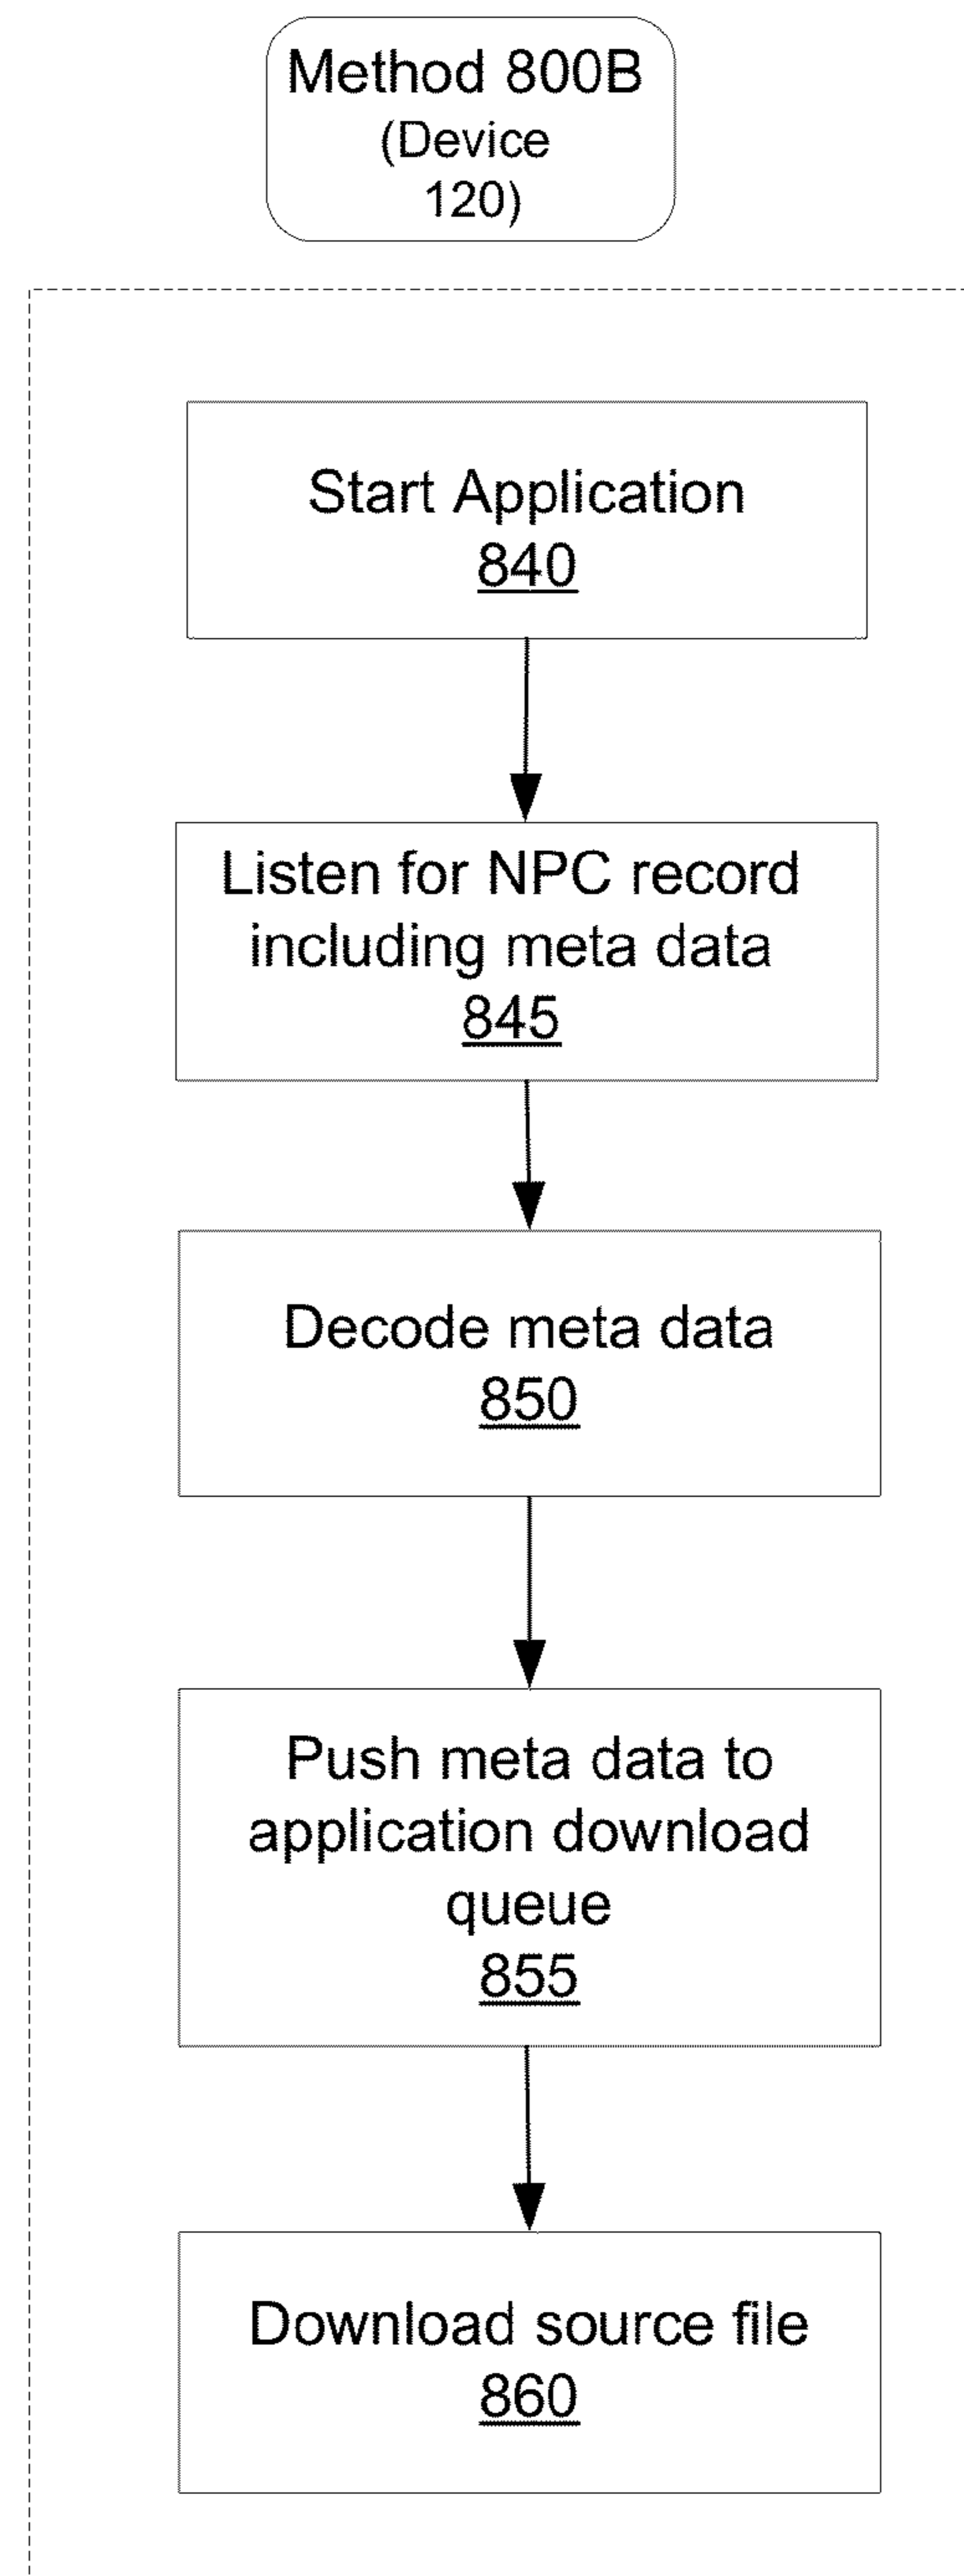 Method 800B
(Device
120)
Start Application
840
Listen for NPC record
including meta data
845
Decode meta data
850
Push meta data to
application download
queue
855
Download source file
860